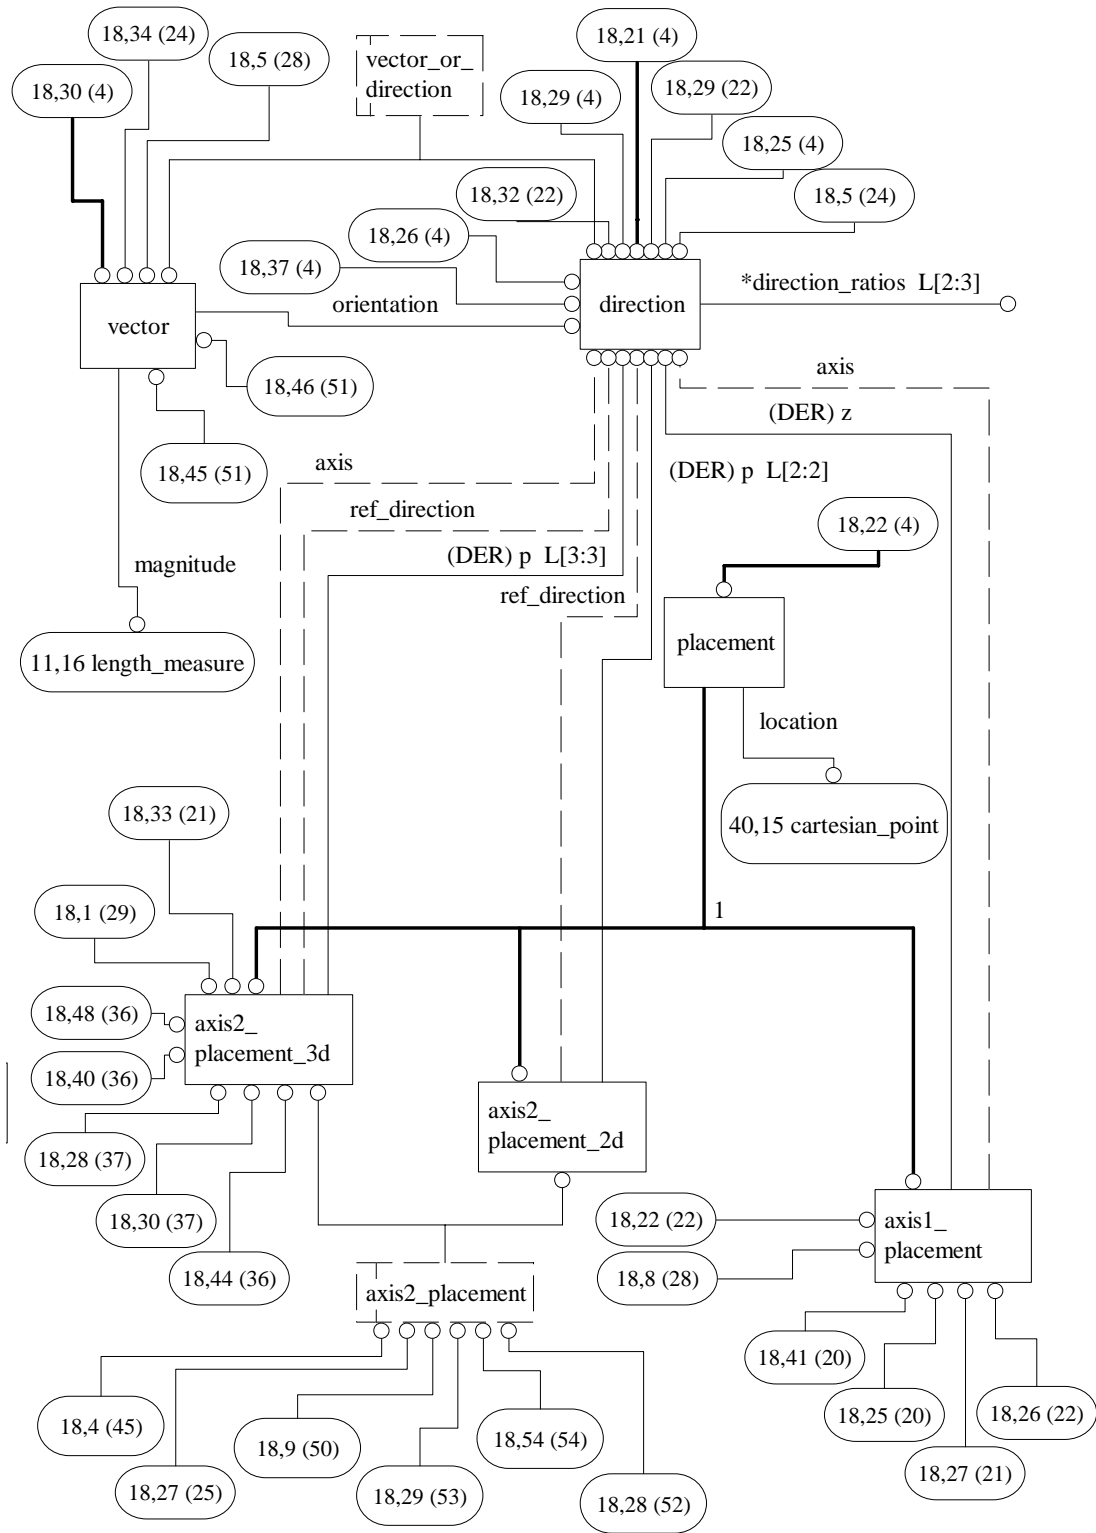 18,34 (24)
18,21 (4)
18,5 (28)
vector_or_
direction
18,30 (4)
18,29 (4)
18,29 (22)
18,25 (4)
18,32 (22)
18,5 (24)
18,26 (4)
18,37 (4)
*direction_ratios L[2:3]
orientation
direction
vector
axis
18,46 (51)
(DER) z
18,45 (51)
axis
(DER) p L[2:2]
ref_direction
18,22 (4)
(DER) p L[3:3]
magnitude
ref_direction
placement
11,16 length_measure
location
18,33 (21)
40,15 cartesian_point
18,1 (29)
1
18,48 (36)
axis2_
placement_3d
18,40 (36)
axis2_
placement_2d
18,28 (37)
18,30 (37)
18,22 (22)
axis1_
placement
18,44 (36)
18,8 (28)
axis2_placement
18,41 (20)
18,4 (45)
18,25 (20)
18,26 (22)
18,9 (50)
18,54 (54)
18,27 (21)
18,27 (25)
18,29 (53)
18,28 (52)